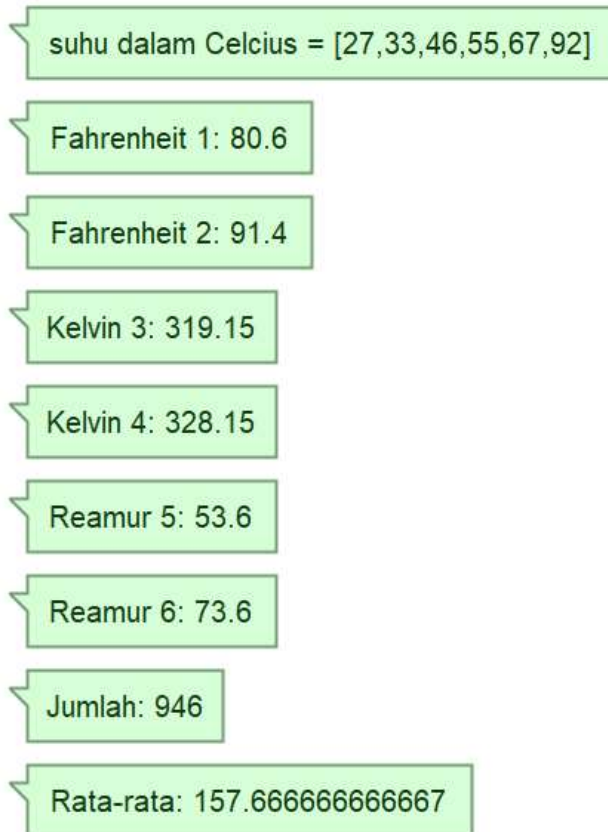 suhu dalam Celcius = [27,33,46,55,67,92]
Fahrenheit 1: 80.6
Fahrenheit 2: 91.4
Kelvin 3: 319.15
Kelvin 4: 328.15
Reamur 5: 53.6
Reamur 6: 73.6
Jumlah: 946
Rata-rata: 157.666666666667